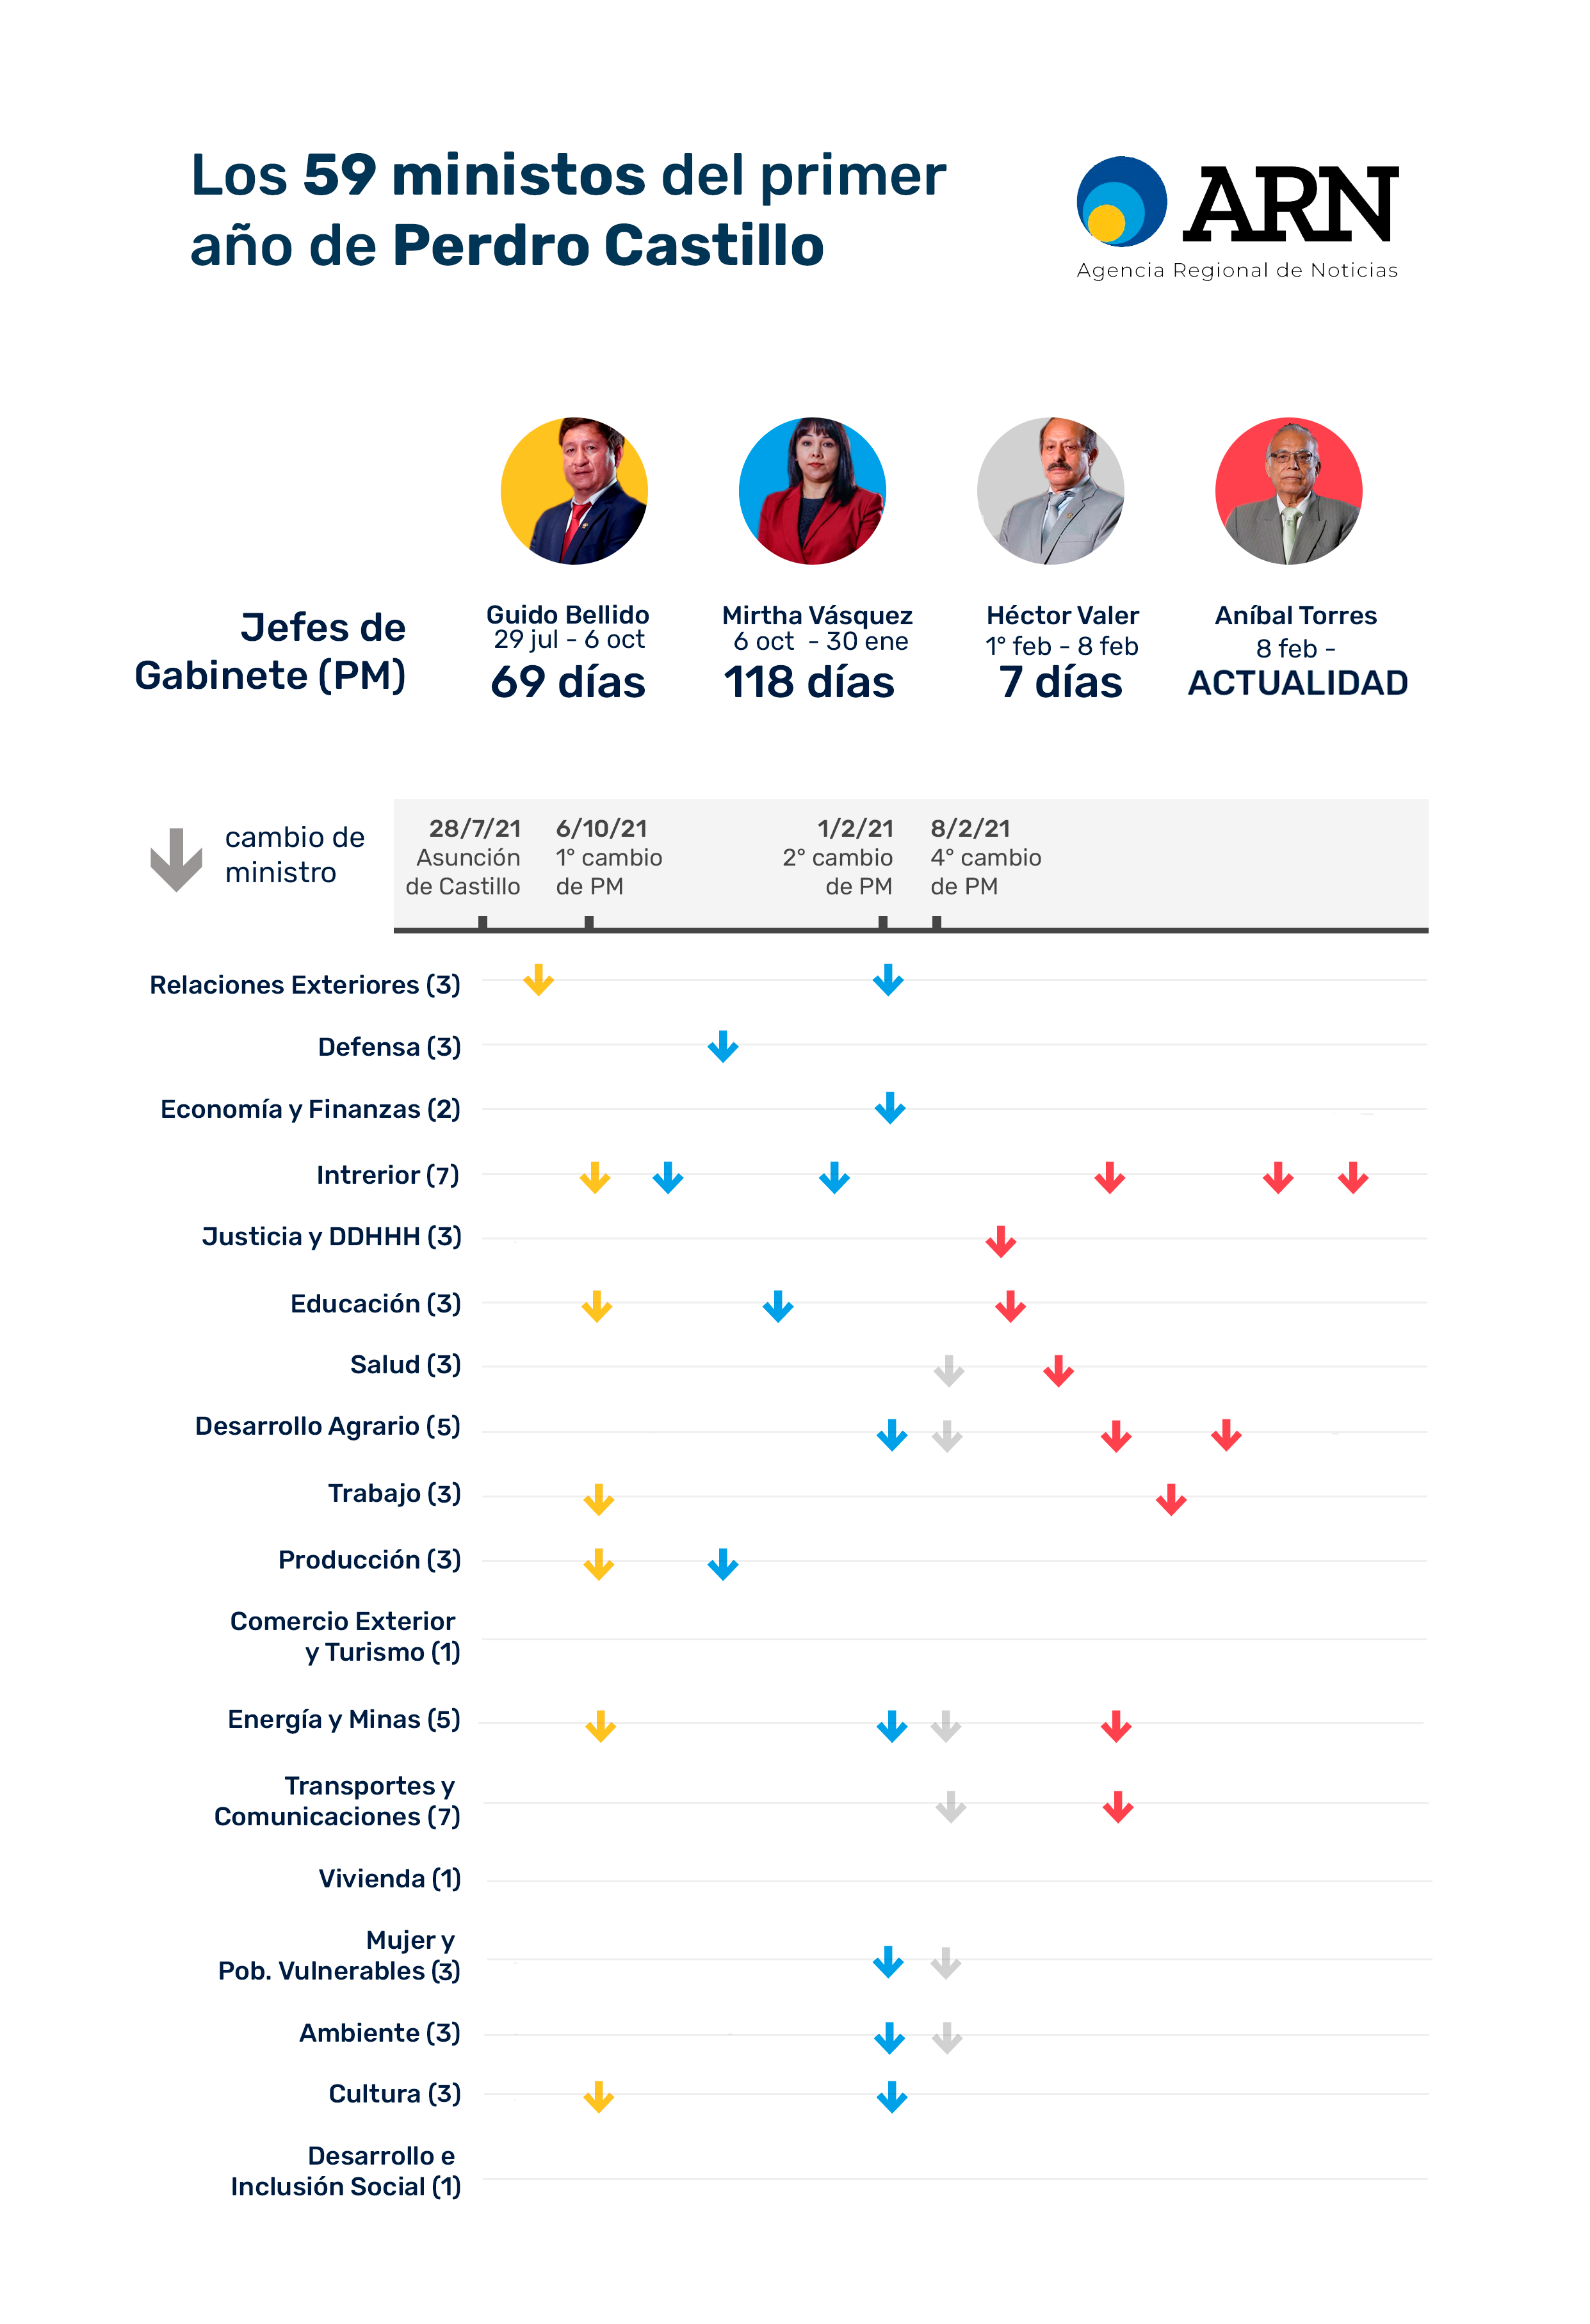 Los 59 ministos del primer
año de Perdro Castillo
ARN
Agencia Regional de Noticias
Jefes de
Gabinete (PM)
Guido Bellido
29 jul - 6 oct
69 días
Mirtha Vásquez
6 oct - 30 ene
118 días
Héctor Valer
1° feb - 8 feb
7 días
Aníbal Torres
8 feb -
ACTUALIDAD
cambio de
ministro
28/7/21
Asunción
de Castillo
6/10/21
1° cambio
de PM
1/2/21
2° cambio
de PM
8/2/21
4° cambio
de PM
Relaciones Exteriores (3)
Defensa (3)
Economía y Finanzas (2)
Intrerior (7)
Justicia y DDHHH (3)
Educación (3)
Salud (3)
Desarrollo Agrario (5)
Trabajo (3)
Producción (3)
Comercio Exterior
y Turismo (1)
Energía y Minas (5)
Transportes y
Comunicaciones (7)
Vivienda (1)
Mujer y
Pob. Vulnerables (3)
Ambiente (3)
Cultura (3)
Desarrollo e
Inclusión Social (1)